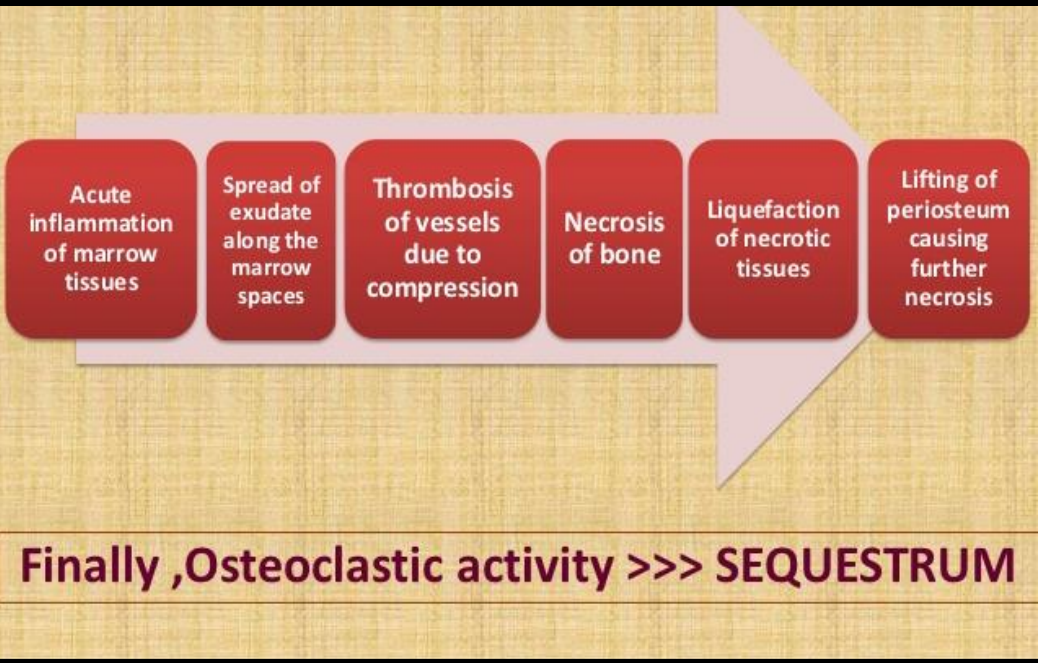 Acute
inflammation
of marrow
tissues
Spread of
exudate
along the
marrow
spaces
Thrombosis
of vessels
due to
compression
Necrosis
of bone
Liquefaction
of necrotic
tissues
Lifting of
periosteum
causing
further
necrosis
Finally ,Osteoclastic activity >>> SEQUESTRUM